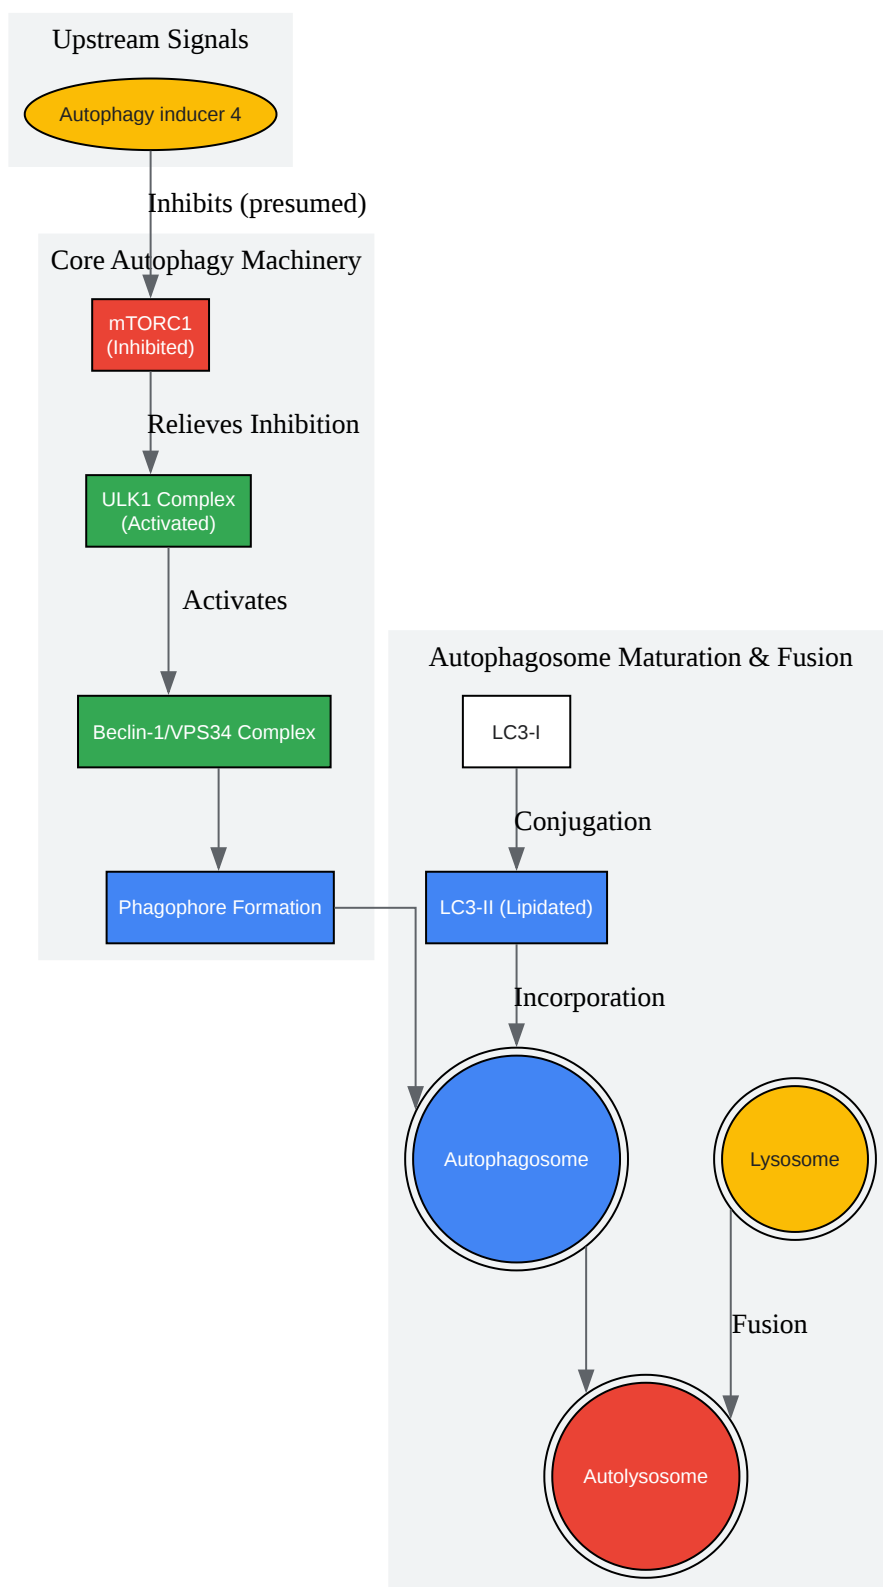 Upstream Signals
Autophagy inducer 4
Inhibits (presumed)
Core Autophagy Machinery
mTORC1
(Inhibited)
Relieves Inhibition
ULK1 Complex
(Activated)
Activates
Beclin-1/VPS34 Complex
Phagophore Formation
Autophagosome Maturation & Fusion
LC3-I
Conjugation
LC3-II (Lipidated)
Incorporation
Autophagosome
Lysosome
Fusion
Autolysosome